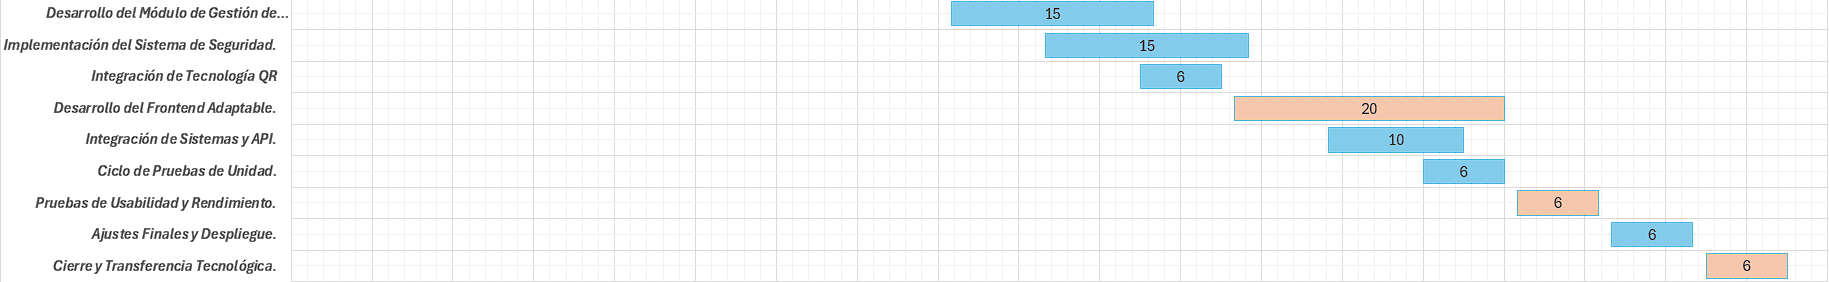 Desarrollo del Módulo de Gestión de... 15
Implementación del Sistema de Seguridad. 15
Integración de Tecnología QR 6
Desarrollo del Frontend Adaptable. 20
Integración de Sistemas y API. 10
Ciclo de Pruebas de Unidad. 6
Pruebas de Usabilidad y Rendimiento. 6
Ajustes Finales y Despliegue. 6
Cierre y Transferencia Tecnológica. 6